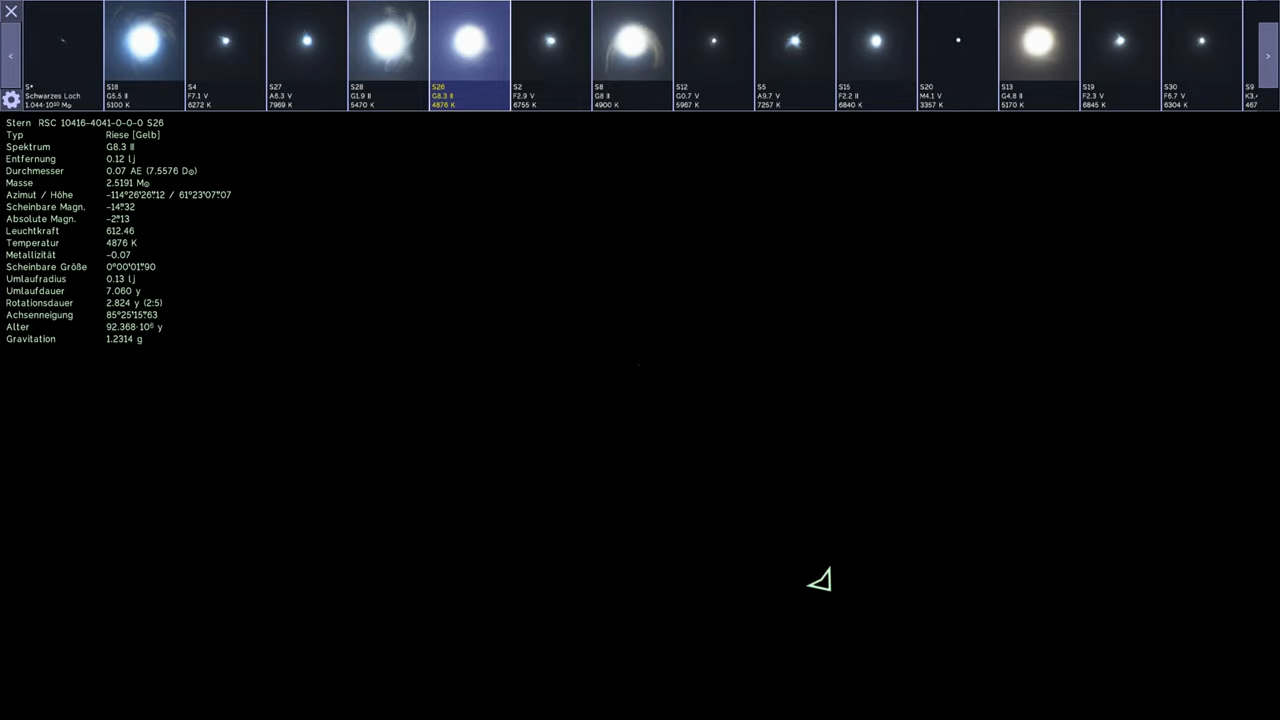 S*
Schwarzes Loch
1.044·10¹⁰ M⊙
S18
G5.5 II
5100 K
S4
F7.1 V
6272 K
S27
A6.3 V
7969 K
S28
G1.9 II
5470 K
S26
G8.3 II
4876 K
S2
F2.9 V
6755 K
S8
G8 II
4900 K
S12
G0.7 V
5967 K
S5
A9.7 V
7257 K
S15
F2.2 II
6840 K
S20
M4.1 V
3357 K
S13
G4.8 II
5170 K
S19
F2.3 V
6845 K
S30
F6.7 V
6304 K
S9
K3.
467
Stern RSC 10416-4041-0-0-0 S26
Typ Riese [Gelb]
Spektrum G8.3 II
Entfernung 0.12 lj
Durchmesser 0.07 AE (7.5576 D⊙)
Masse 2.5191 M⊙
Azimut / Höhe -114°26'26"12 / 61°23'07"07
Scheinbare Magn. -14ᵐ32
Absolute Magn. -2ᵐ13
Leuchtkraft 612.46
Temperatur 4876 K
Metallizität -0.07
Scheinbare Größe 0°00'01"90
Umlaufradius 0.13 lj
Umlaufdauer 7.060 y
Rotationsdauer 2.824 y (2:5)
Achsenneigung 85°25'15"63
Alter 92.368·10⁶ y
Gravitation 1.2314 g